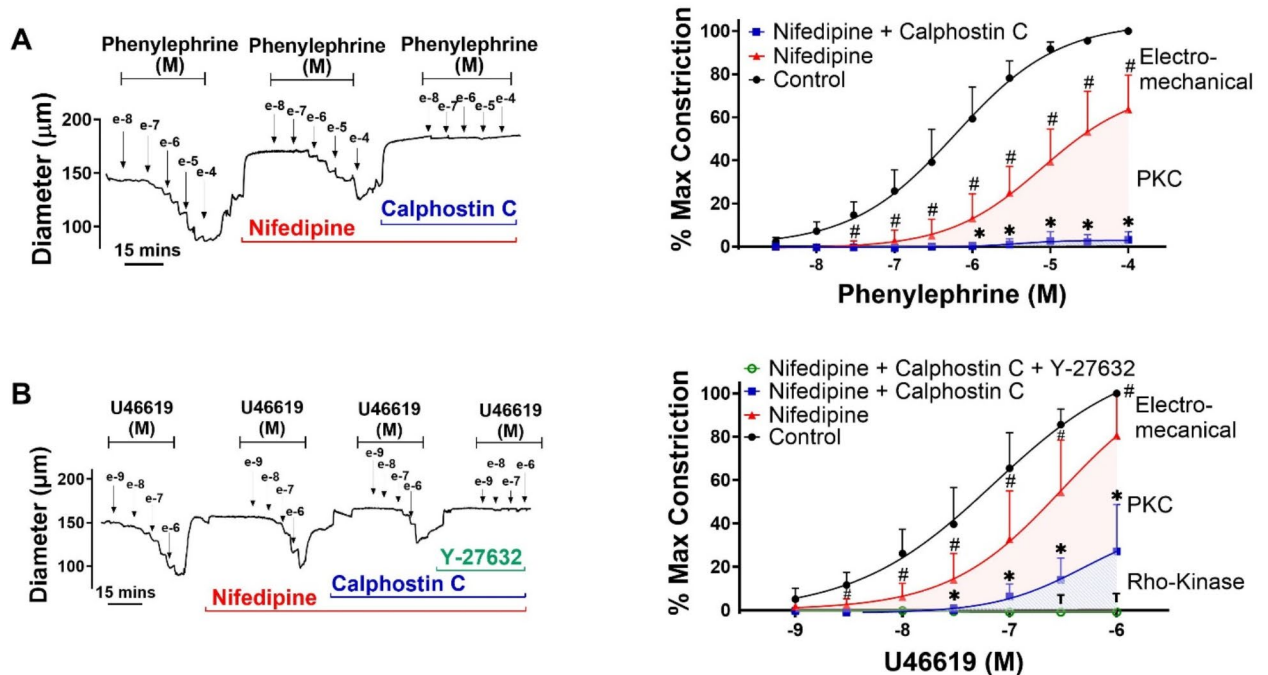 A
Phenylephrine
(M)
Phenylephrine
(M)
Phenylephrine
(M)
e-8
e-7
e-6
e-5
e-4
e-8
e-7
e-6
e-5
e-4
e-8
e-7
e-6
e-5
e-4
Diameter (µm)
200
150
100
15 mins
Nifedipine
Calphostin C
Nifedipine + Calphostin C
Nifedipine
Control
% Max Constriction
100
80
60
40
20
0
# # # # # # # #
* * * * *
Electro-
mechanical
PKC
-8 -7 -6 -5 -4
Phenylephrine (M)
B
U46619
(M)
U46619
(M)
U46619
(M)
U46619
(M)
e-9
e-8
e-7
e-6
e-9
e-8
e-7
e-6
e-9
e-8
e-7
e-6
e-9
e-8
e-7
e-6
Diameter (µm)
200
150
100
15 mins
Nifedipine
Calphostin C
Y-27632
Nifedipine + Calphostin C + Y-27632
Nifedipine + Calphostin C
Nifedipine
Control
% Max Constriction
100
80
60
40
20
0
# # # # # #
* * * *
T T
Electro-
mecanical
PKC
Rho-Kinase
-9 -8 -7 -6
U46619 (M)